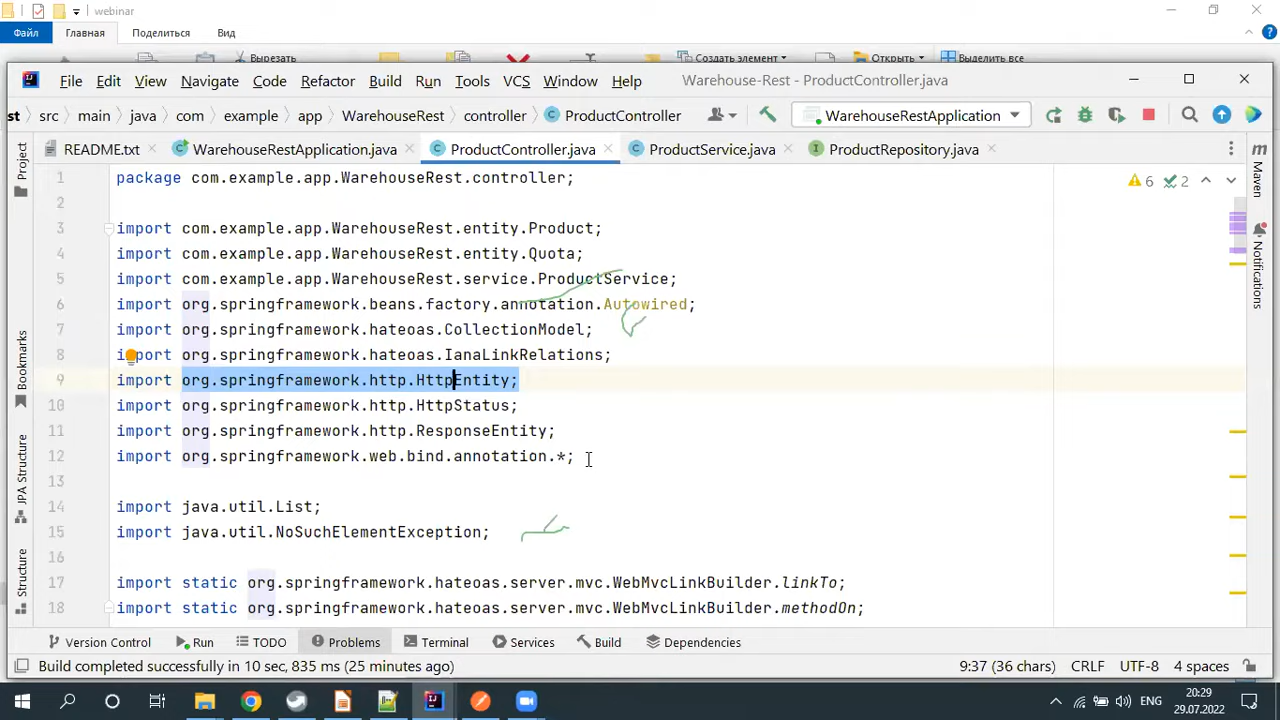 webinar
Файл Главная Поделиться Вид
Вырезать Создать элемент Открыть Выделить все
File Edit View Navigate Code Refactor Build Run Tools VCS Window Help Warehouse-Rest - ProductController.java
st src main java com example app WarehouseRest controller ProductController WarehouseRestApplication
README.txt WarehouseRestApplication.java ProductController.java ProductService.java ProductRepository.java
Project
Bookmarks
JPA Structure
Structure
Maven
Notifications
6 2
1 package com.example.app.WarehouseRest.controller;
2
3 import com.example.app.WarehouseRest.entity.Product;
4 import com.example.app.WarehouseRest.entity.Quota;
5 import com.example.app.WarehouseRest.service.ProductService;
6 import org.springframework.beans.factory.annotation.Autowired;
7 import org.springframework.hateoas.CollectionModel;
8 import org.springframework.hateoas.IanaLinkRelations;
9 import org.springframework.http.HttpEntity;
10 import org.springframework.http.HttpStatus;
11 import org.springframework.http.ResponseEntity;
12 import org.springframework.web.bind.annotation.*;
13
14 import java.util.List;
15 import java.util.NoSuchElementException;
16
17 import static org.springframework.hateoas.server.mvc.WebMvcLinkBuilder.linkTo;
18 import static org.springframework.hateoas.server.mvc.WebMvcLinkBuilder.methodOn;
Version Control Run TODO Problems Terminal Services Build Dependencies
Build completed successfully in 10 sec, 835 ms (25 minutes ago) 9:37 (36 chars) CRLF UTF-8 4 spaces
ENG 20:29
29.07.2022